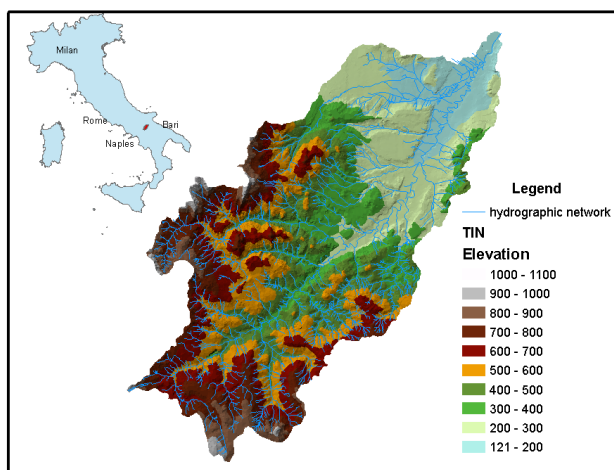 Milan
Rome
Bari
Naples
Legend
hydrographic network
TIN
Elevation
1000 - 1100
900 - 1000
800 - 900
700 - 800
600 - 700
500 - 600
400 - 500
300 - 400
200 - 300
121 - 200